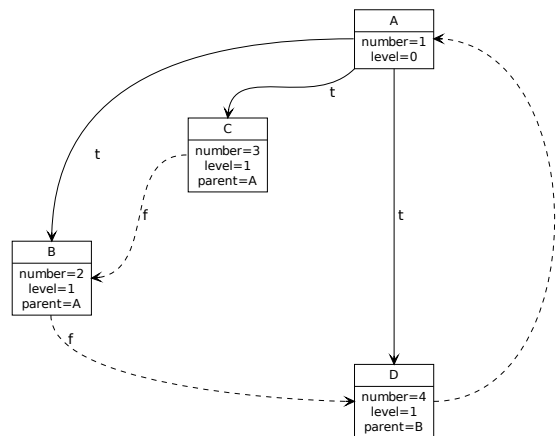 A
number=1
level=0
t
C
number=3
level=1
parent=A
t
f
t
B
number=2
level=1
parent=A
f
D
number=4
level=1
parent=B